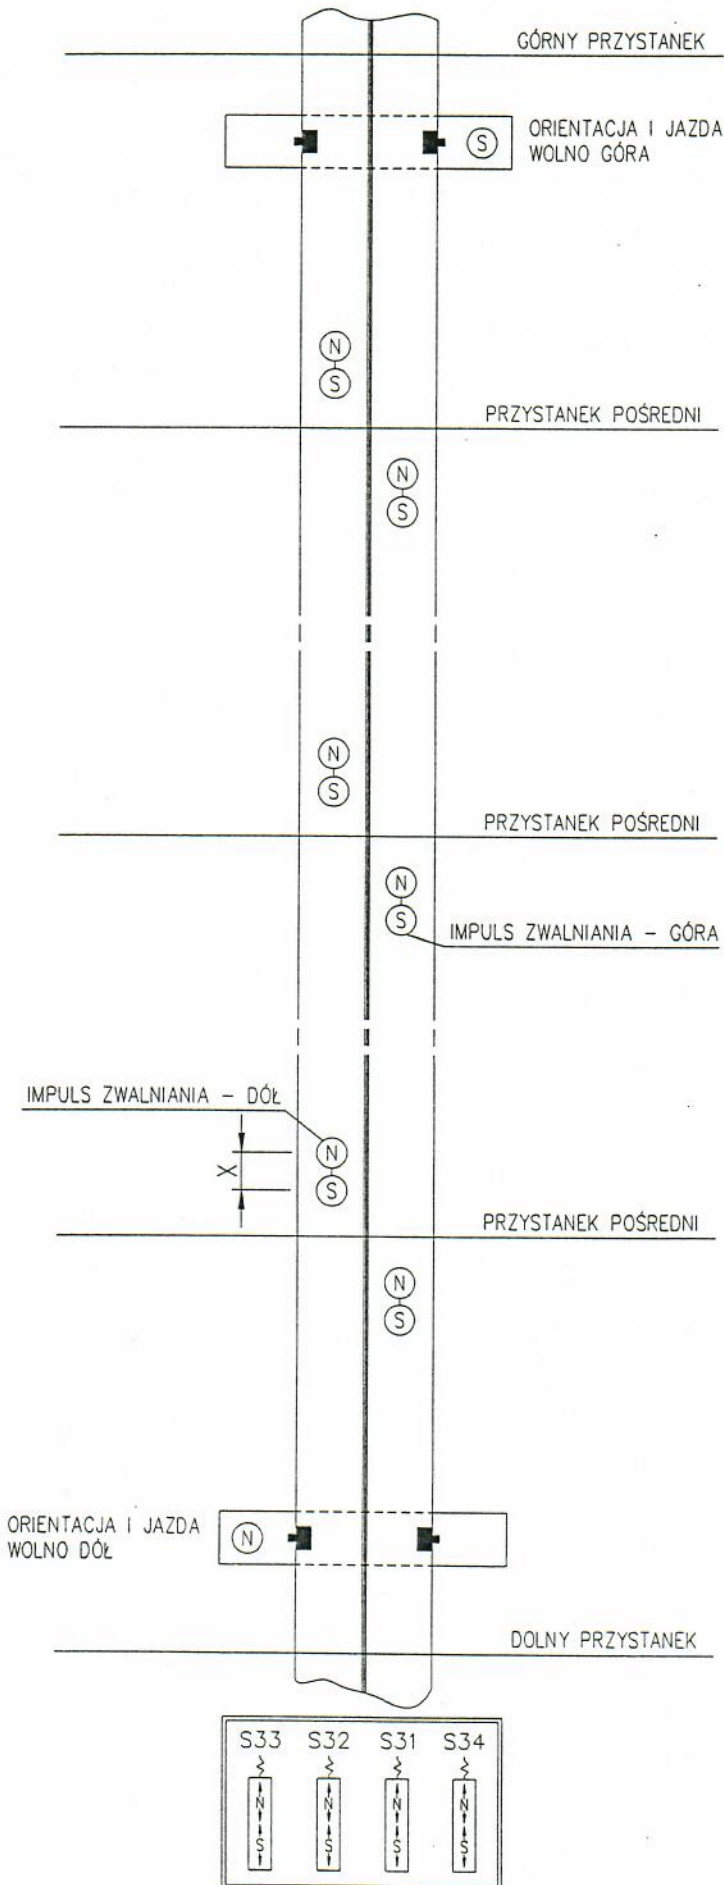 GÓRNY PRZYSTANEK
ORIENTACJA I JAZDA
WOLNO GÓRA
S
N
S
PRZYSTANEK POŚREDNI
N
S
N
S
PRZYSTANEK POŚREDNI
N
S
IMPULS ZWALNIANIA - GÓRA
IMPULS ZWALNIANIA - DÓŁ
N
X
S
PRZYSTANEK POŚREDNI
N
S
ORIENTACJA I JAZDA
WOLNO DÓŁ
N
DOLNY PRZYSTANEK
S33 S32 S31 S34
N N N N
S S S S